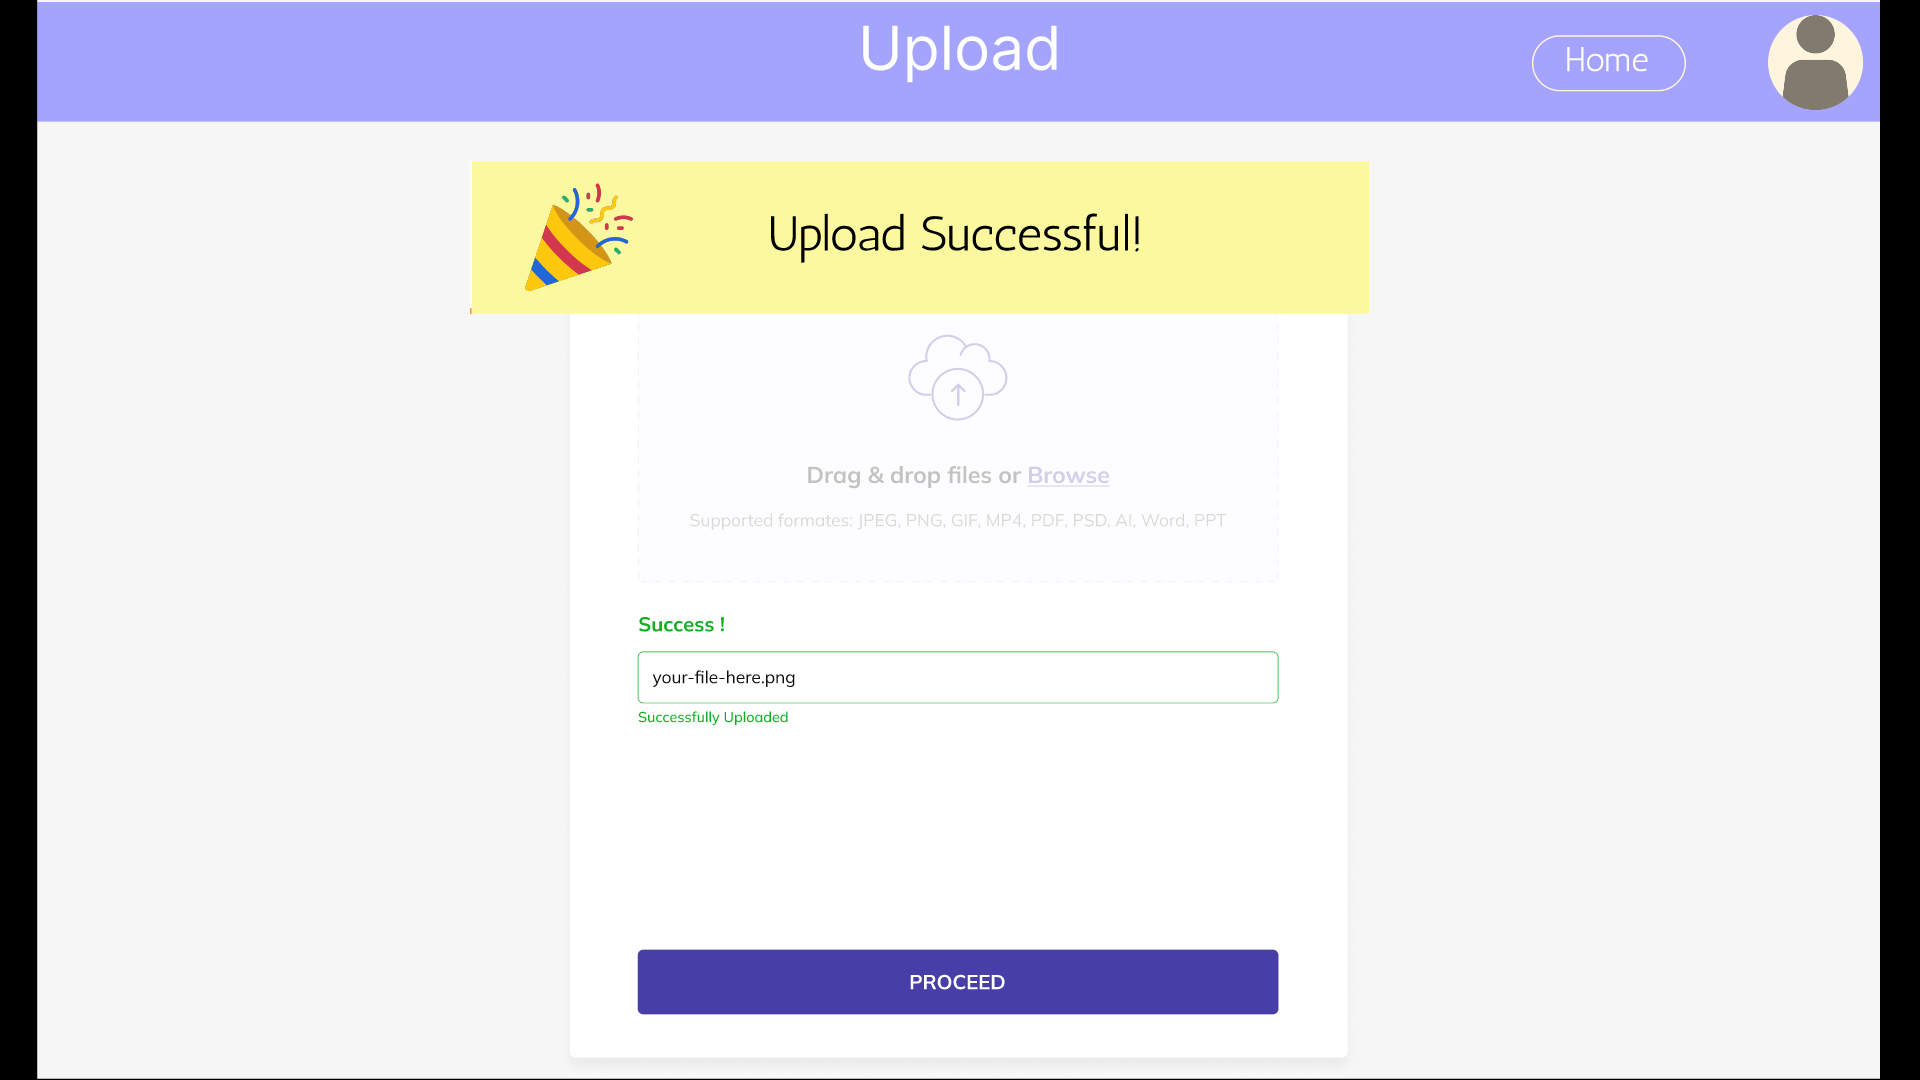 Upload
Home
Upload Successful!
Drag & drop files or Browse
Supported formates: JPEG, PNG, GIF, MP4, PDF, PSD, AI, Word, PPT
Success !
your-file-here.png
Successfully Uploaded
PROCEED